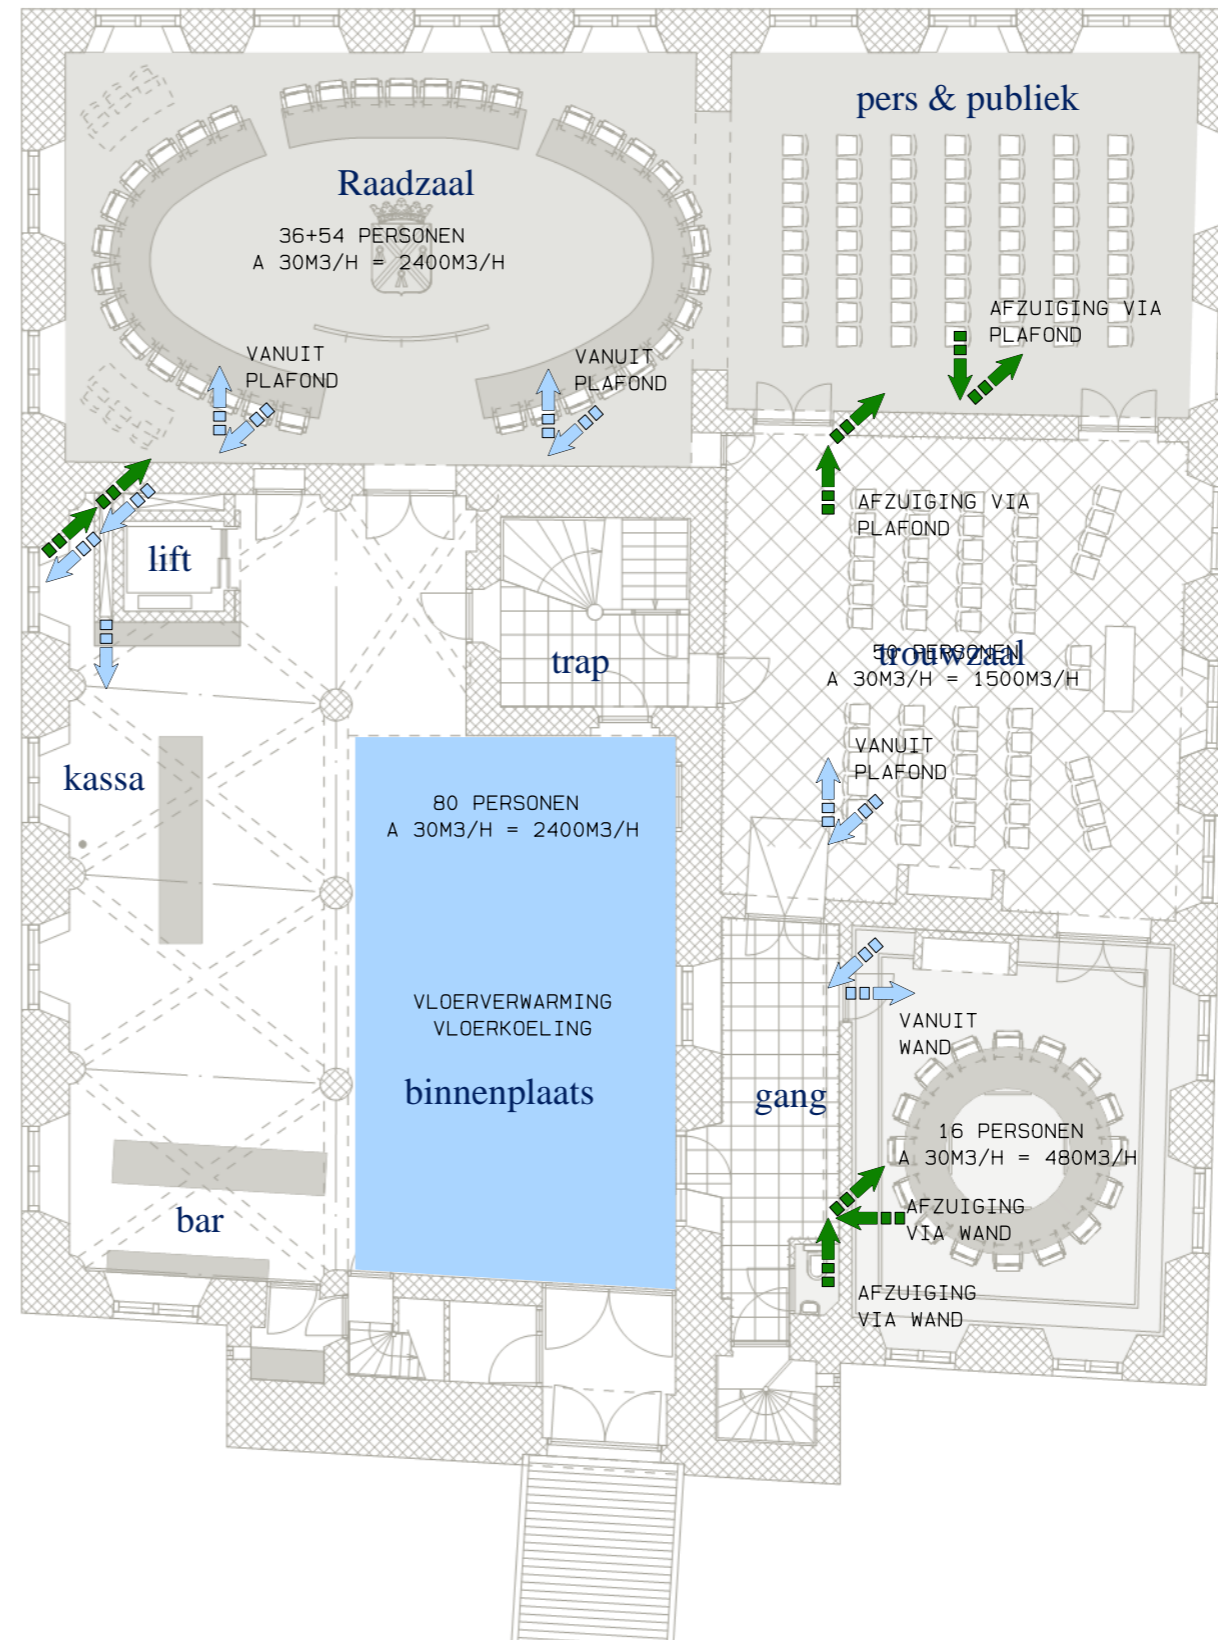 pers & publiek
Raadzaal
36+54 PERSONEN
A 30M3/H = 2400M3/H
AFZUIGING VIA
PLAFOND
VANUIT
PLAFOND
VANUIT
PLAFOND
AFZUIGING VIA
PLAFOND
lift
trap
50 PERSONEN
trouwzaal
A 30M3/H = 1500M3/H
VANUIT
PLAFOND
kassa
80 PERSONEN
A 30M3/H = 2400M3/H
VLOERVERWARMING
VLOERKOELING
binnenplaats
VANUIT
WAND
gang
16 PERSONEN
A 30M3/H = 480M3/H
AFZUIGING
VIA WAND
bar
AFZUIGING
VIA WAND